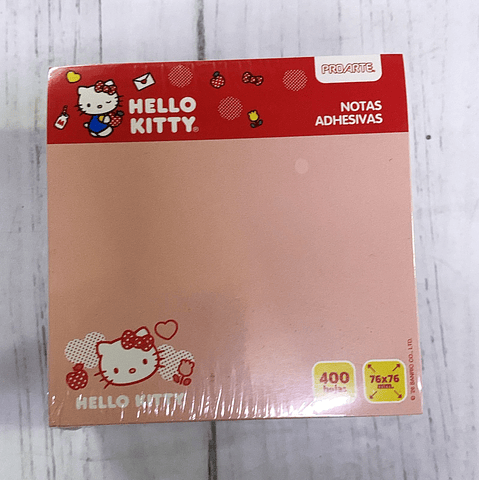 PROARTE
HELLO
KITTY®
NOTAS
ADHESIVAS
HELLO KITTY
400
hojas
76x76
mm.